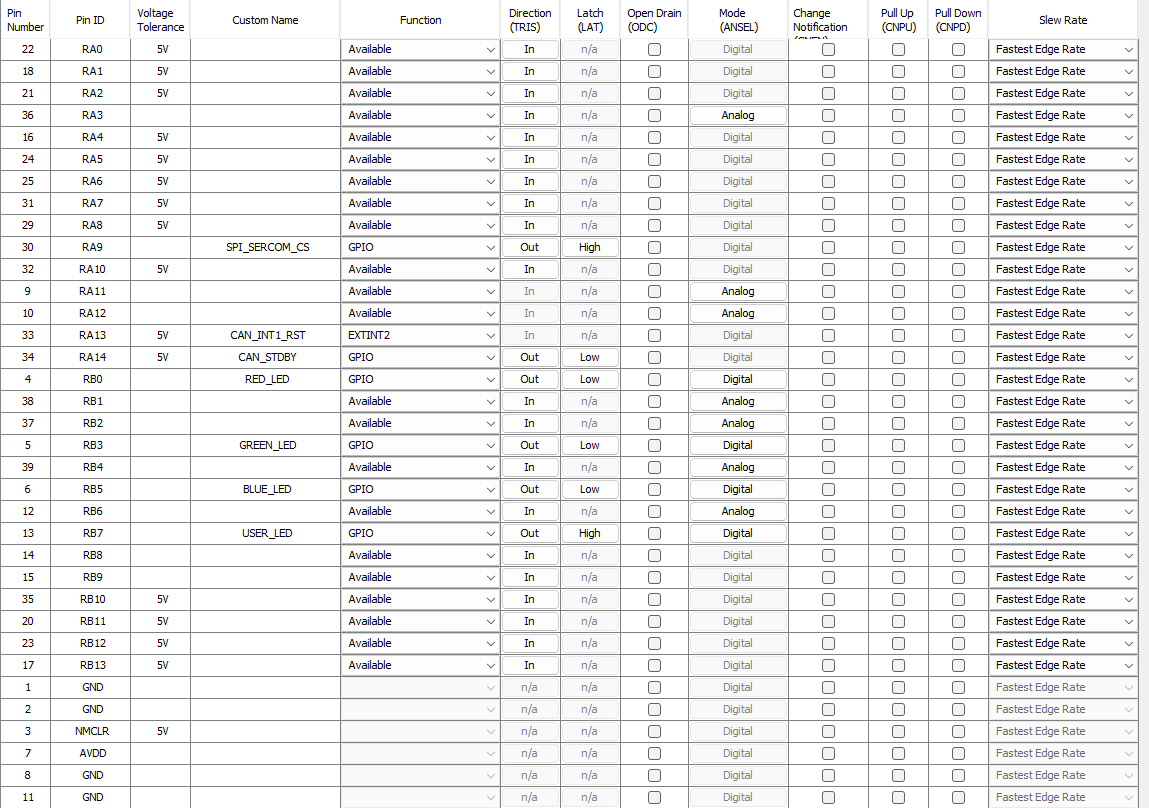 Pin Number Pin ID Voltage Tolerance Custom Name Function Direction (TRIS) Latch (LAT) Open Drain (ODC) Mode (ANSEL) Change Notification (CNEN) Pull Up (CNPU) Pull Down (CNPD) Slew Rate
22 RA0 5V Available In n/a Digital Fastest Edge Rate
18 RA1 5V Available In n/a Digital Fastest Edge Rate
21 RA2 5V Available In n/a Digital Fastest Edge Rate
36 RA3 Available In n/a Analog Fastest Edge Rate
16 RA4 5V Available In n/a Digital Fastest Edge Rate
24 RA5 5V Available In n/a Digital Fastest Edge Rate
25 RA6 5V Available In n/a Digital Fastest Edge Rate
31 RA7 5V Available In n/a Digital Fastest Edge Rate
29 RA8 5V Available In n/a Digital Fastest Edge Rate
30 RA9 SPI_SERCOM_CS GPIO Out High Digital Fastest Edge Rate
32 RA10 5V Available In n/a Digital Fastest Edge Rate
9 RA11 Available In n/a Analog Fastest Edge Rate
10 RA12 Available In n/a Analog Fastest Edge Rate
33 RA13 5V CAN_INT1_RST EXTINT2 In n/a Digital Fastest Edge Rate
34 RA14 5V CAN_STDBY GPIO Out Low Digital Fastest Edge Rate
4 RB0 RED_LED GPIO Out Low Digital Fastest Edge Rate
38 RB1 Available In n/a Analog Fastest Edge Rate
37 RB2 Available In n/a Analog Fastest Edge Rate
5 RB3 GREEN_LED GPIO Out Low Digital Fastest Edge Rate
39 RB4 Available In n/a Analog Fastest Edge Rate
6 RB5 BLUE_LED GPIO Out Low Digital Fastest Edge Rate
12 RB6 Available In n/a Analog Fastest Edge Rate
13 RB7 USER_LED GPIO Out High Digital Fastest Edge Rate
14 RB8 Available In n/a Digital Fastest Edge Rate
15 RB9 Available In n/a Digital Fastest Edge Rate
35 RB10 5V Available In n/a Digital Fastest Edge Rate
20 RB11 5V Available In n/a Digital Fastest Edge Rate
23 RB12 5V Available In n/a Digital Fastest Edge Rate
17 RB13 5V Available In n/a Digital Fastest Edge Rate
1 GND n/a n/a Digital Fastest Edge Rate
2 GND n/a n/a Digital Fastest Edge Rate
3 NMCLR 5V n/a n/a Digital Fastest Edge Rate
7 AVDD n/a n/a Digital Fastest Edge Rate
8 GND n/a n/a Digital Fastest Edge Rate
11 GND n/a n/a Digital Fastest Edge Rate